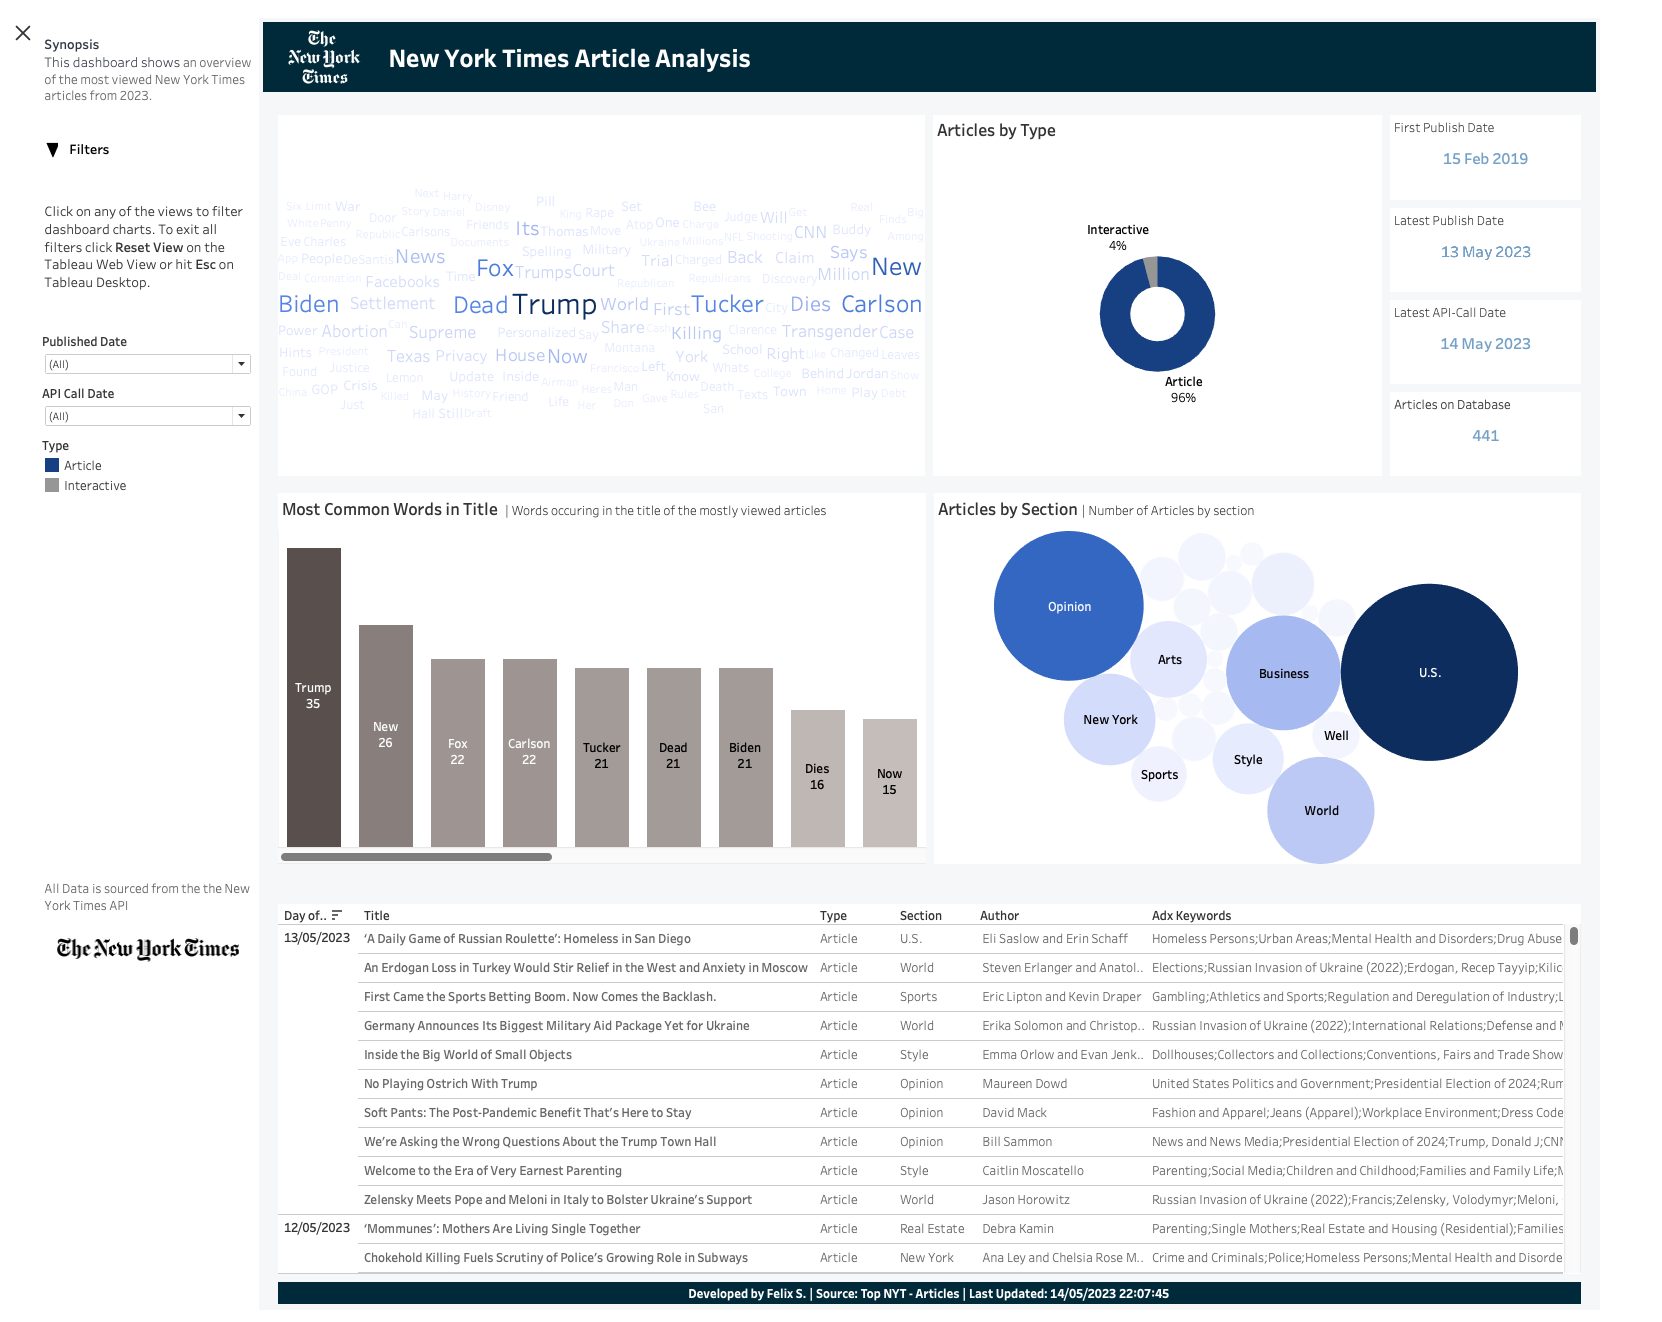 Synopsis
This dashboard shows an overview
of the most viewed New York Times
articles from 2023.
Filters
Click on any of the views to filter
dashboard charts. To exit all
filters click Reset View on the
Tableau Web View or hit Esc on
Tableau Desktop.
Published Date
(All)
API Call Date
(All)
Type
Article
Interactive
All Data is sourced from the the New
York Times API
The New York Times
The
New York
Times
New York Times Article Analysis
Next Harry
Six Limit War Story Daniel Disney Pill King Rape Set Bee Judge Will Get Real Finds Big
White Penny Door Republic Carlsons Friends Its Thomas Move Atop One Charge NFL Shooting CNN Buddy Among
Eve Charles Documents Spelling Military Ukraine Millions Back Claim Says
App People DeSantis News Fox Trumps Court Trial Charged Discovery Million New
Deal Coronation Facebooks Time Republican Republicans
Biden Settlement Dead Trump World First Tucker City Dies Carlson
Power Abortion Can Supreme Personalized Say Share Cash Killing Clarence Transgender Case
Hints President Texas Privacy House Now Montana York School Right Like Changed Leaves
Found Justice Lemon Update Inside Francisco Left Know Whats College Behind Jordan Show
China GOP Crisis Killed May History Friend Airman Heres Man Gave Rules Death Texts Town Home Play Debt
Just Hall Still Draft Life Her Don San
Articles by Type
Interactive
4%
Article
96%
First Publish Date
15 Feb 2019
Latest Publish Date
13 May 2023
Latest API-Call Date
14 May 2023
Articles on Database
441
Most Common Words in Title | Words occuring in the title of the mostly viewed articles
Trump
35
New
26
Fox
22
Carlson
22
Tucker
21
Dead
21
Biden
21
Dies
16
Now
15
Articles by Section | Number of Articles by section
Opinion
Arts
Business
U.S.
New York
Well
Style
Sports
World
Day of.. Title Type Section Author Adx Keywords
13/05/2023 ‘A Daily Game of Russian Roulette’: Homeless in San Diego Article U.S. Eli Saslow and Erin Schaff Homeless Persons;Urban Areas;Mental Health and Disorders;Drug Abuse
An Erdogan Loss in Turkey Would Stir Relief in the West and Anxiety in Moscow Article World Steven Erlanger and Anatol.. Elections;Russian Invasion of Ukraine (2022);Erdogan, Recep Tayyip;Kilic
First Came the Sports Betting Boom. Now Comes the Backlash. Article Sports Eric Lipton and Kevin Draper Gambling;Athletics and Sports;Regulation and Deregulation of Industry;L
Germany Announces Its Biggest Military Aid Package Yet for Ukraine Article World Erika Solomon and Christop.. Russian Invasion of Ukraine (2022);International Relations;Defense and M
Inside the Big World of Small Objects Article Style Emma Orlow and Evan Jenk.. Dollhouses;Collectors and Collections;Conventions, Fairs and Trade Show
No Playing Ostrich With Trump Article Opinion Maureen Dowd United States Politics and Government;Presidential Election of 2024;Rum
Soft Pants: The Post-Pandemic Benefit That’s Here to Stay Article Opinion David Mack Fashion and Apparel;Jeans (Apparel);Workplace Environment;Dress Code
We’re Asking the Wrong Questions About the Trump Town Hall Article Opinion Bill Sammon News and News Media;Presidential Election of 2024;Trump, Donald J;CNN
Welcome to the Era of Very Earnest Parenting Article Style Caitlin Moscatello Parenting;Social Media;Children and Childhood;Families and Family Life;M
Zelensky Meets Pope and Meloni in Italy to Bolster Ukraine’s Support Article World Jason Horowitz Russian Invasion of Ukraine (2022);Francis;Zelensky, Volodymyr;Meloni,
12/05/2023 ‘Mommunes’: Mothers Are Living Single Together Article Real Estate Debra Kamin Parenting;Single Mothers;Real Estate and Housing (Residential);Families
Chokehold Killing Fuels Scrutiny of Police’s Growing Role in Subways Article New York Ana Ley and Chelsia Rose M.. Crime and Criminals;Police;Homeless Persons;Mental Health and Disorde
Developed by Felix S. | Source: Top NYT - Articles | Last Updated: 14/05/2023 22:07:45